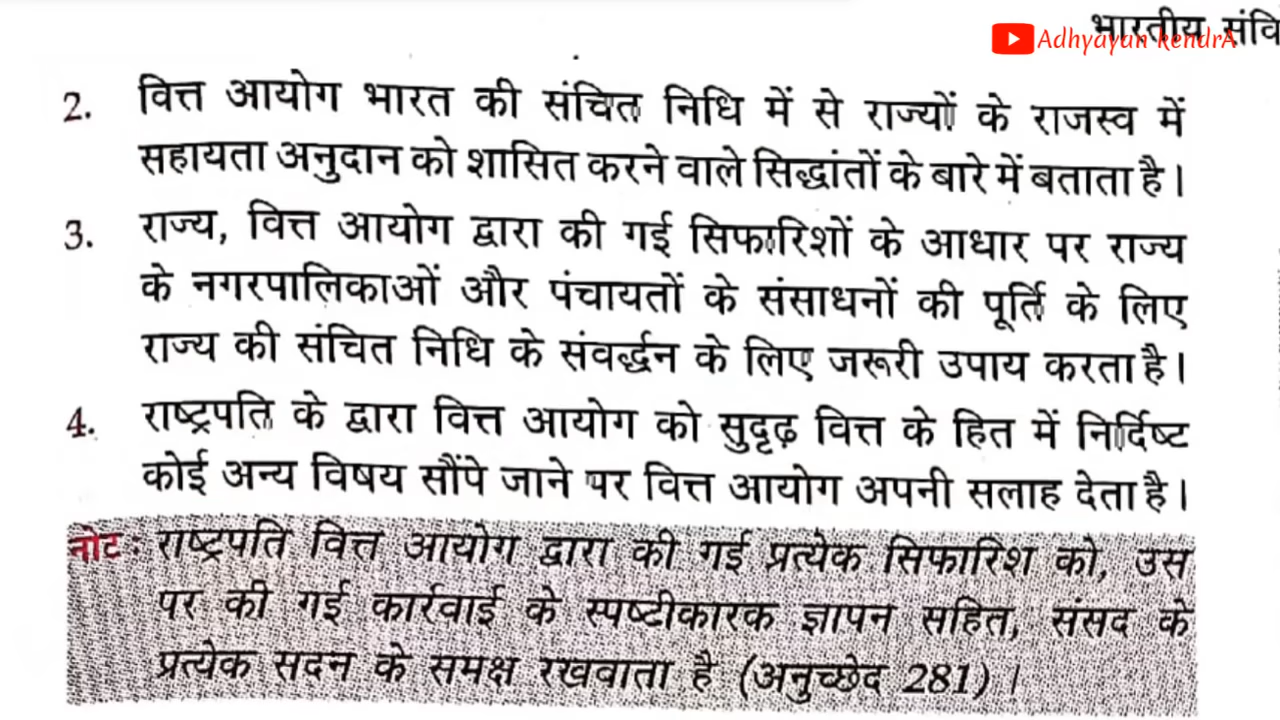 भारतीय संवि
Adhyayan kendrA
2. वित्त आयोग भारत की संचित निधि में से राज्यों के राजस्व में
सहायता अनुदान को शासित करने वाले सिद्धांतों के बारे में बताता है।
3. राज्य, वित्त आयोग द्वारा की गई सिफारिशों के आधार पर राज्य
के नगरपालिकाओं और पंचायतों के संसाधनों की पूर्ति के लिए
राज्य की संचित निधि के संवर्द्धन के लिए जरूरी उपाय करता है।
4. राष्ट्रपति के द्वारा वित्त आयोग को सुदृढ़ वित्त के हित में निर्दिष्ट
कोई अन्य विषय सौंपे जाने पर वित्त आयोग अपनी सलाह देता है।
नोट : राष्ट्रपति वित्त आयोग द्वारा की गई प्रत्येक सिफारिश को, उस
पर की गई कार्रवाई के स्पष्टीकारक ज्ञापन सहित, संसद के
प्रत्येक सदन के समक्ष रखवाता है (अनुच्छेद 281)।